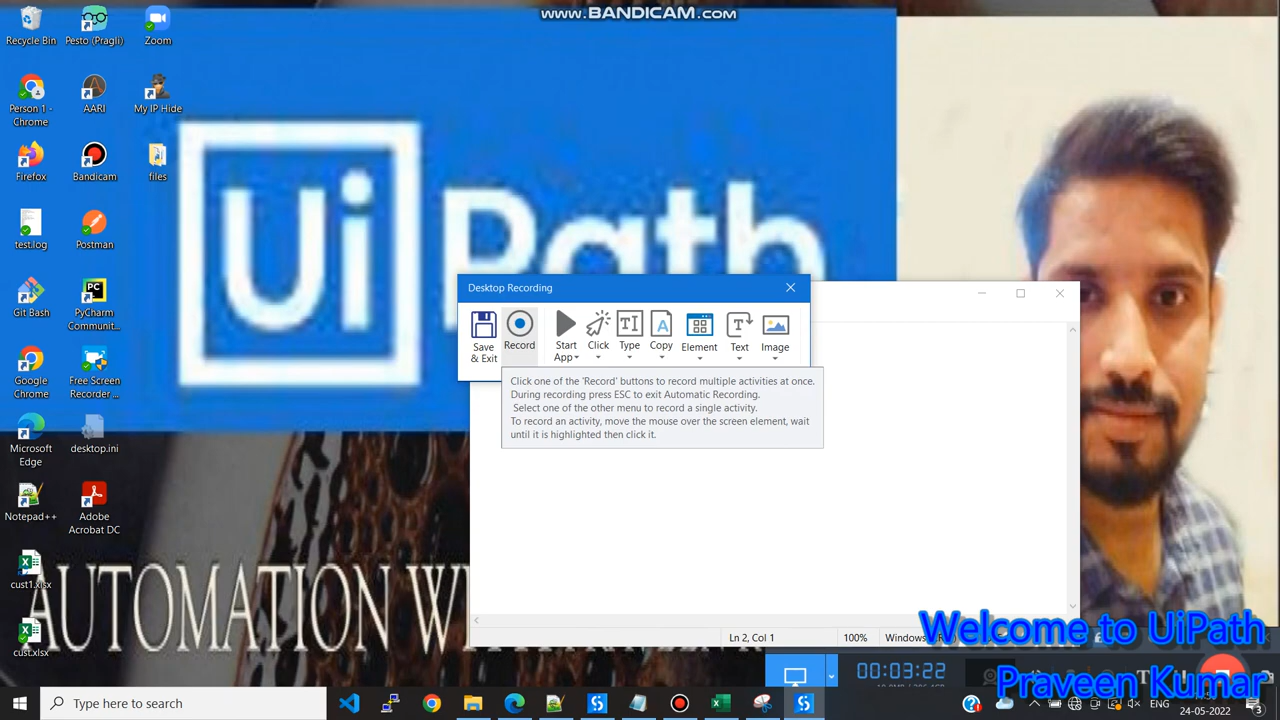 www.BANDICAM.com
Recycle Bin
Pesto (Pragli)
Zoom
Person 1 -
Chrome
AARI
My IP Hide
Firefox
Bandicam
files
test.log
Postman
Git Bash
PyCharm
Communit...
Google
Chrome
Free Screen
Recorder ...
Microsoft
Edge
desktop.ini
Notepad++
Adobe
Acrobat DC
cust1.xlsx
cust.xlsx
Ui Path
Desktop Recording
Save
& Exit
Record
Start
App
Click
Type
Copy
Element
Text
Image
Click one of the 'Record' buttons to record multiple activities at once.
During recording press ESC to exit Automatic Recording.
Select one of the other menu to record a single activity.
To record an activity, move the mouse over the screen element, wait
until it is highlighted then click it.
AUTOMATION
Ln 2, Col 1
100%
Windows
Welcome to UiPath
Praveen Kumar
00:03:22
Type here to search
ENG
24-05-2022
3